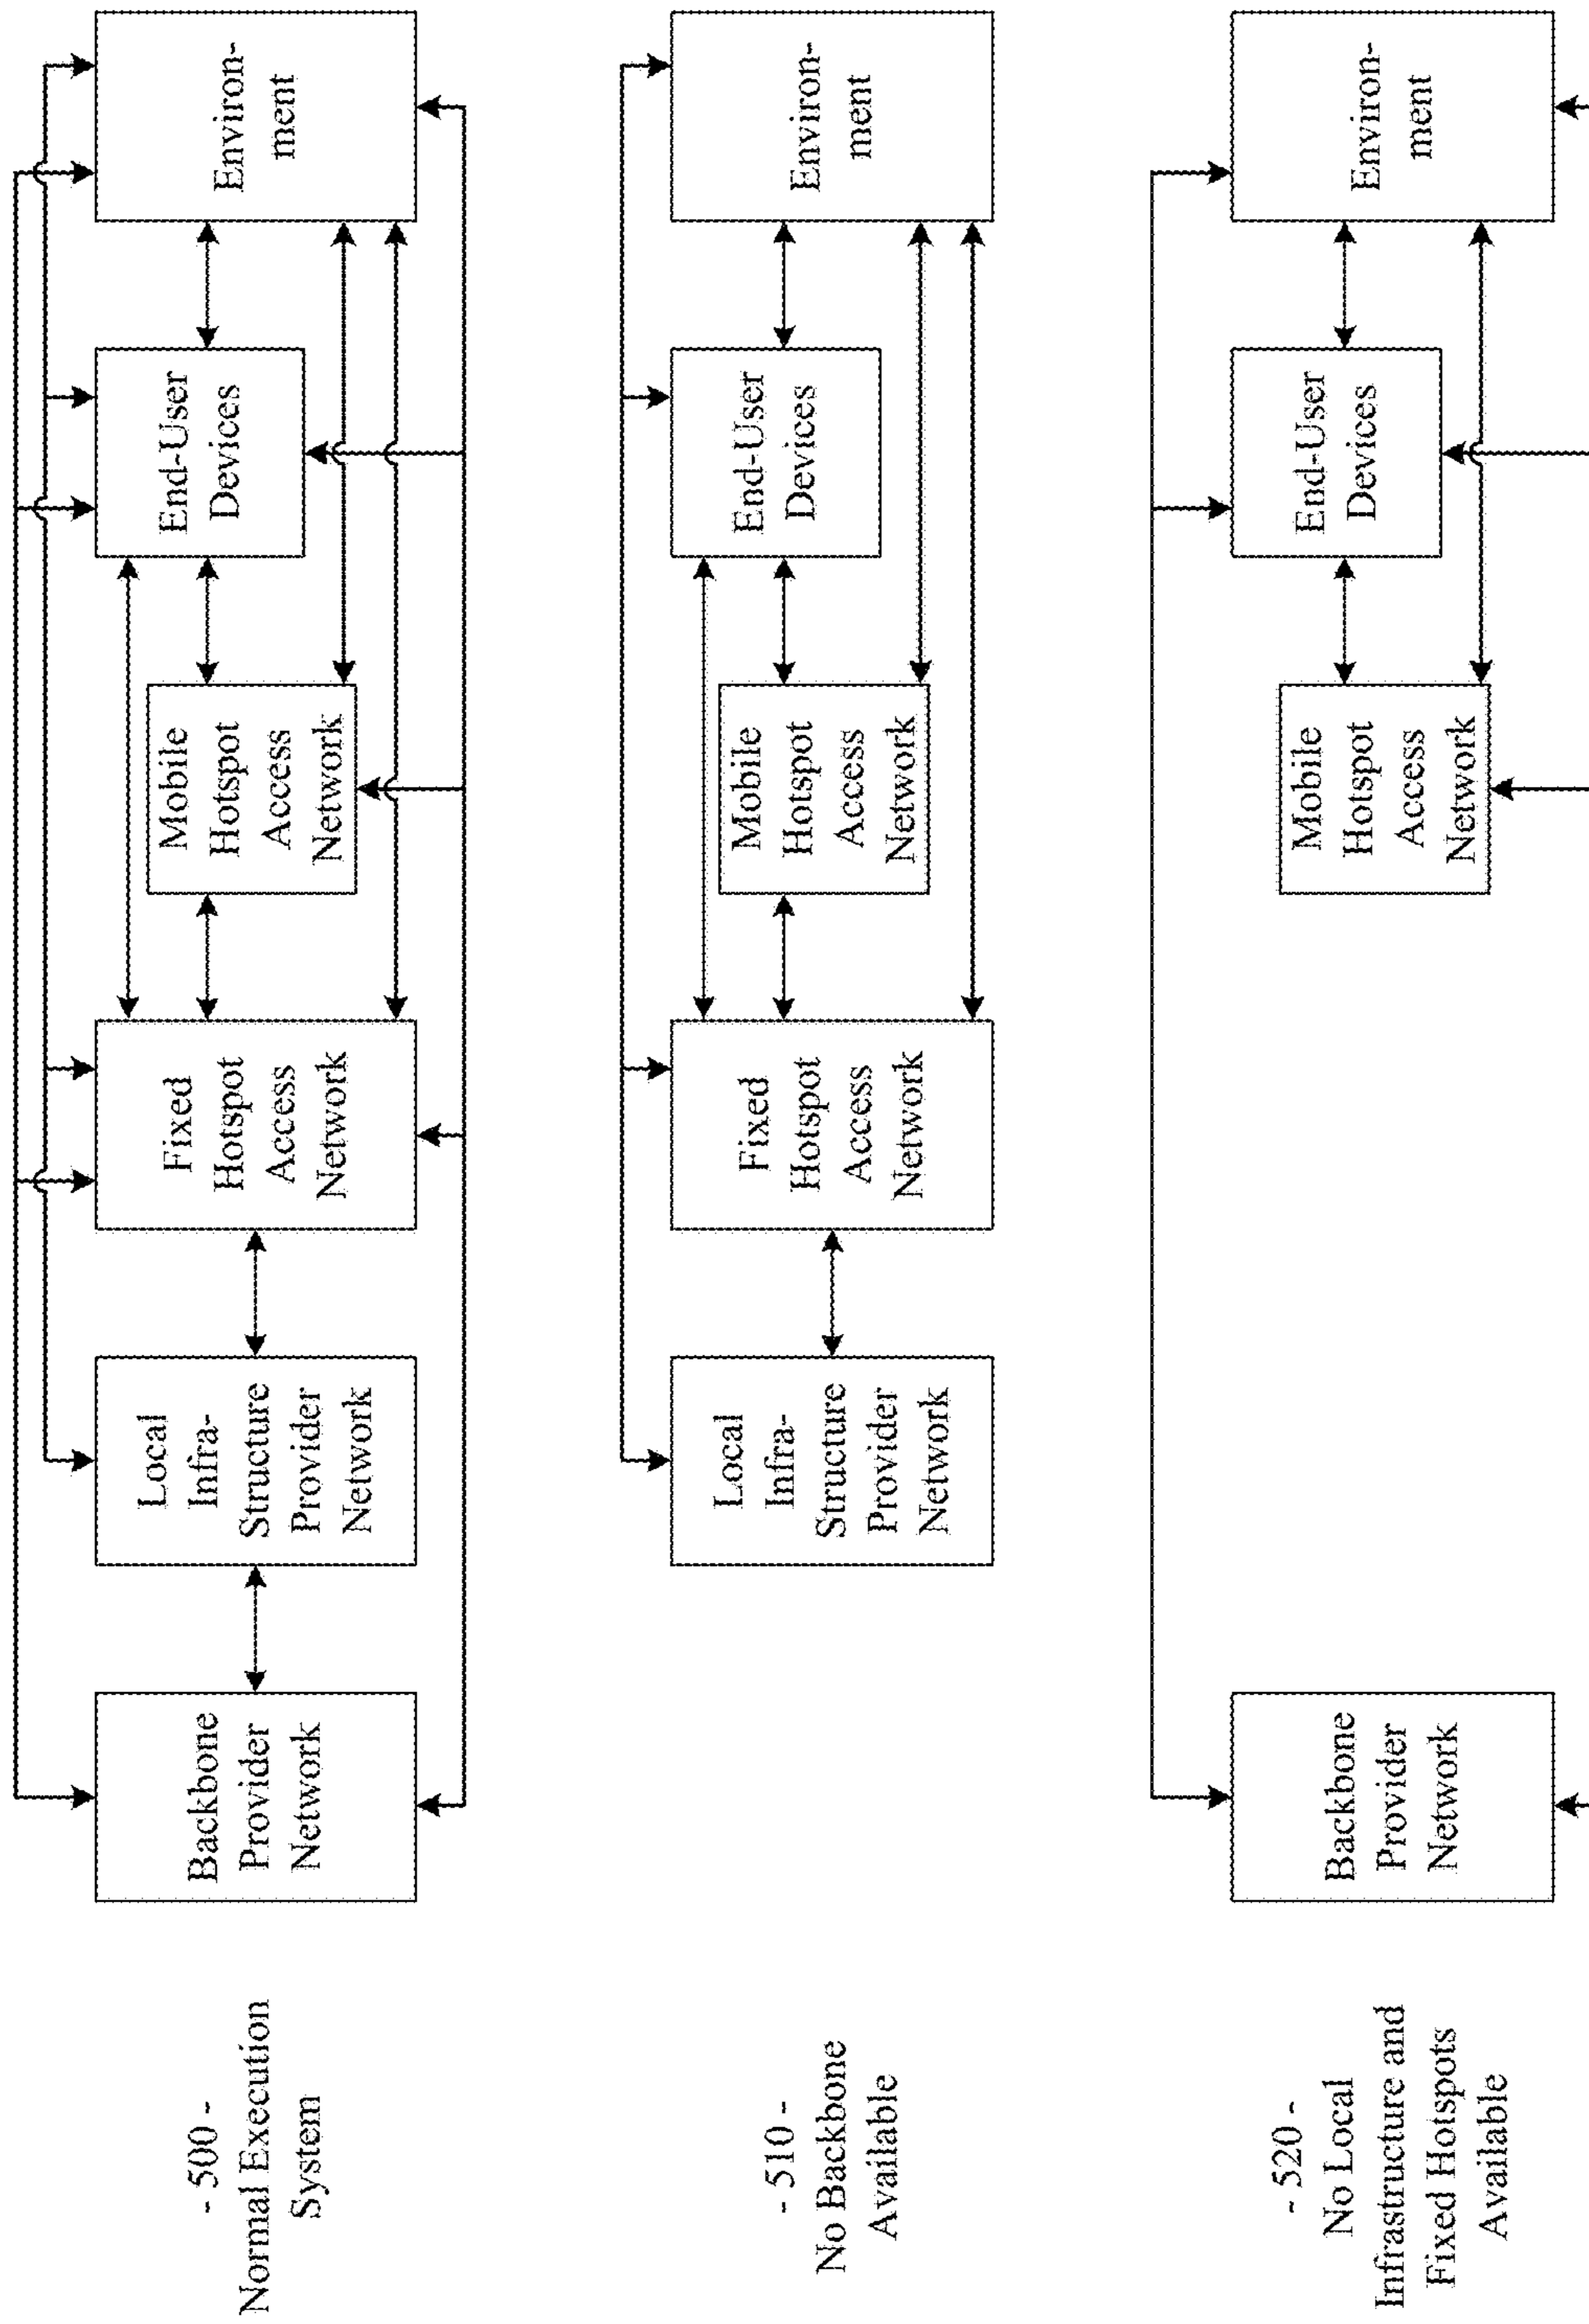 - 500 -
Normal Execution
System
Backbone
Provider
Network
Local
Infra-
Structure
Provider
Network
Fixed
Hotspot
Access
Network
Mobile
Hotspot
Access
Network
End-User
Devices
Environ-
ment
- 510 -
No Backbone
Available
Local
Infra-
Structure
Provider
Network
Fixed
Hotspot
Access
Network
Mobile
Hotspot
Access
Network
End-User
Devices
Environ-
ment
- 520 -
No Local
Infrastructure and
Fixed Hotspots
Available
Backbone
Provider
Network
Mobile
Hotspot
Access
Network
End-User
Devices
Environ-
ment